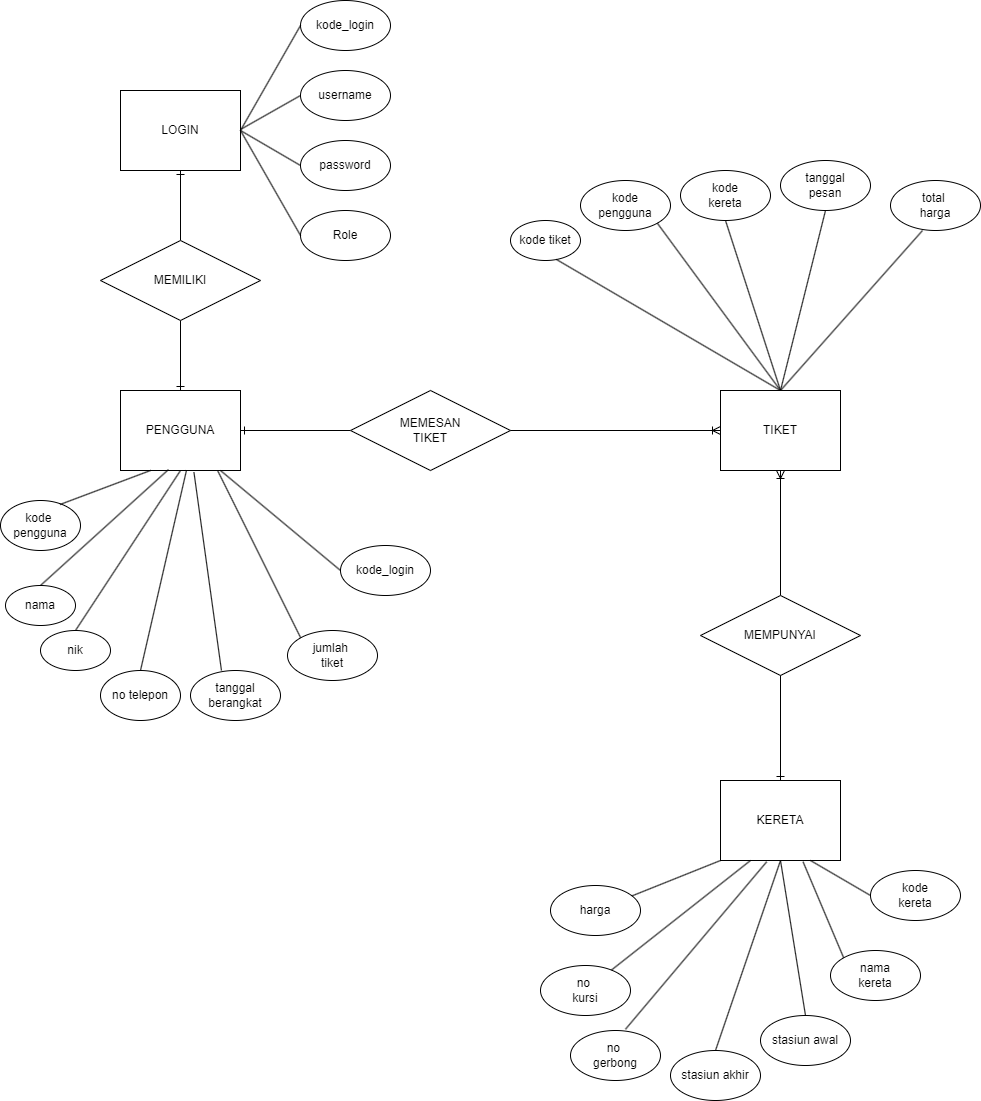 kode_login
username
LOGIN
password
Role
MEMILIKI
tanggal
pesan
kode
kereta
kode
pengguna
total
harga
kode tiket
PENGGUNA
MEMESAN
TIKET
TIKET
kode
pengguna
kode_login
nama
nik
jumlah
tiket
no telepon
tanggal
berangkat
MEMPUNYAI
KERETA
harga
kode
kereta
no
kursi
nama
kereta
no
gerbong
stasiun awal
stasiun akhir